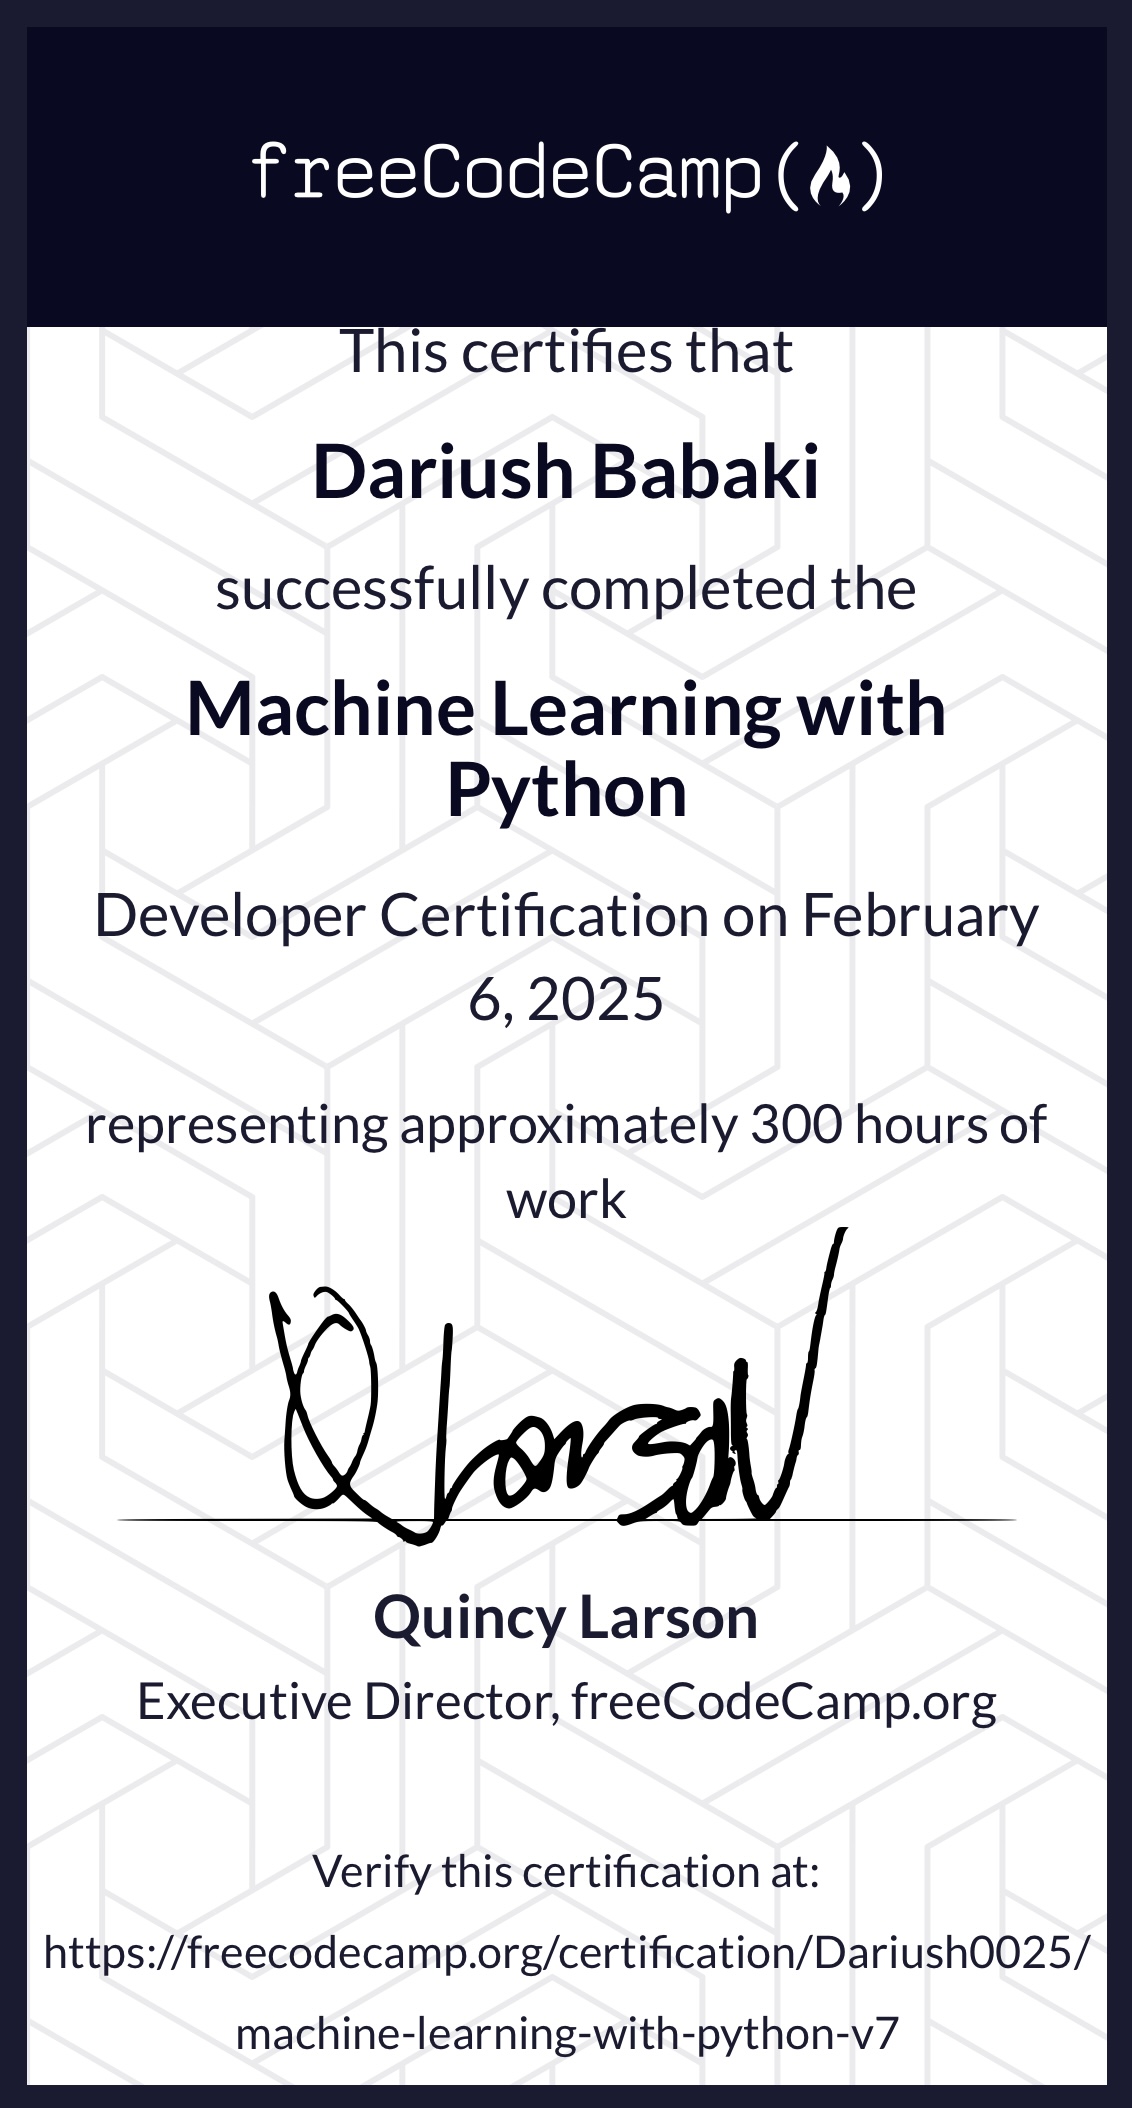 freeCodeCamp
This certifies that
Dariush Babaki
successfully completed the
Machine Learning with
Python
Developer Certification on February
6, 2025
representing approximately 300 hours of
work
Quincy Larson
Executive Director, freeCodeCamp.org
Verify this certification at:
https://freecodecamp.org/certification/Dariush0025/
machine-learning-with-python-v7